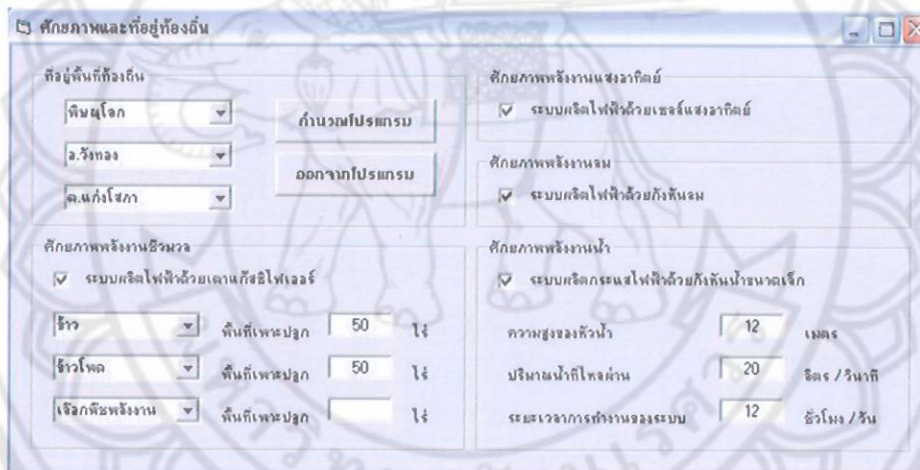 ศักยภาพและที่อยู่ท้องถิ่น
ที่อยู่พื้นที่ท้องถิ่น
พิษณุโลก
อ.วังทอง
ต.แก่งโสภา
คำนวณโปรแกรม
ออกจากโปรแกรม
ศักยภาพพลังงานแสงอาทิตย์
ระบบผลิตไฟฟ้าด้วยเซลล์แสงอาทิตย์
ศักยภาพพลังงานลม
ระบบผลิตไฟฟ้าด้วยกังหันลม
ศักยภาพพลังงานชีวมวล
ระบบผลิตไฟฟ้าด้วยเตาแก๊สซิไฟเออร์
ข้าว พื้นที่เพาะปลูก 50 ไร่
ข้าวโพด พื้นที่เพาะปลูก 50 ไร่
เลือกพืชพลังงาน พื้นที่เพาะปลูก ไร่
ศักยภาพพลังงานน้ำ
ระบบผลิตกระแสไฟฟ้าด้วยกังหันน้ำขนาดเล็ก
ความสูงของหัวน้ำ 12 เมตร
ปริมาณน้ำที่ไหลผ่าน 20 ลิตร / วินาที
ระยะเวลาการทำงานของระบบ 12 ชั่วโมง / วัน